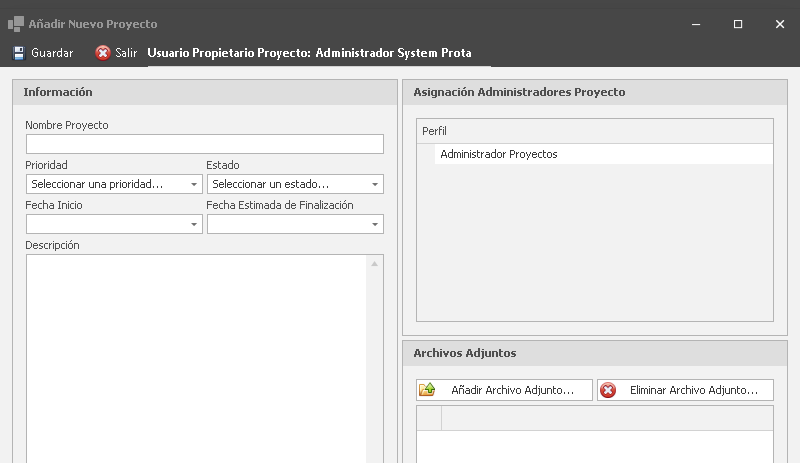 Añadir Nuevo Proyecto
Guardar Salir Usuario Propietario Proyecto: Administrador System Prota
Información
Nombre Proyecto
Prioridad Estado
Seleccionar una prioridad... Seleccionar un estado...
Fecha Inicio Fecha Estimada de Finalización
Descripción
Asignación Administradores Proyecto
Perfil
Administrador Proyectos
Archivos Adjuntos
Añadir Archivo Adjunto... Eliminar Archivo Adjunto...